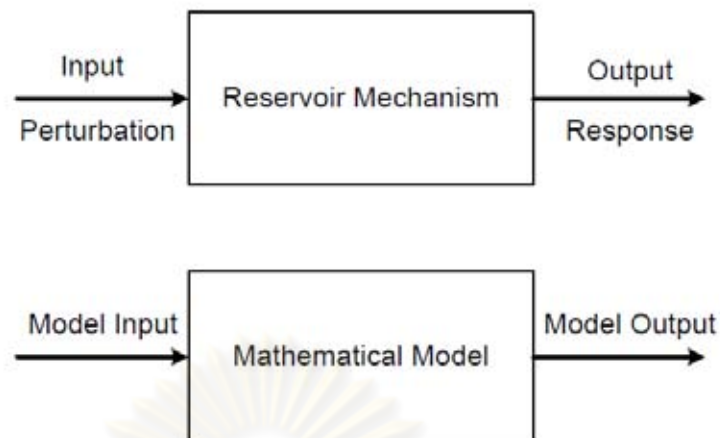 Input
Perturbation
Reservoir Mechanism
Output
Response
Model Input
Mathematical Model
Model Output